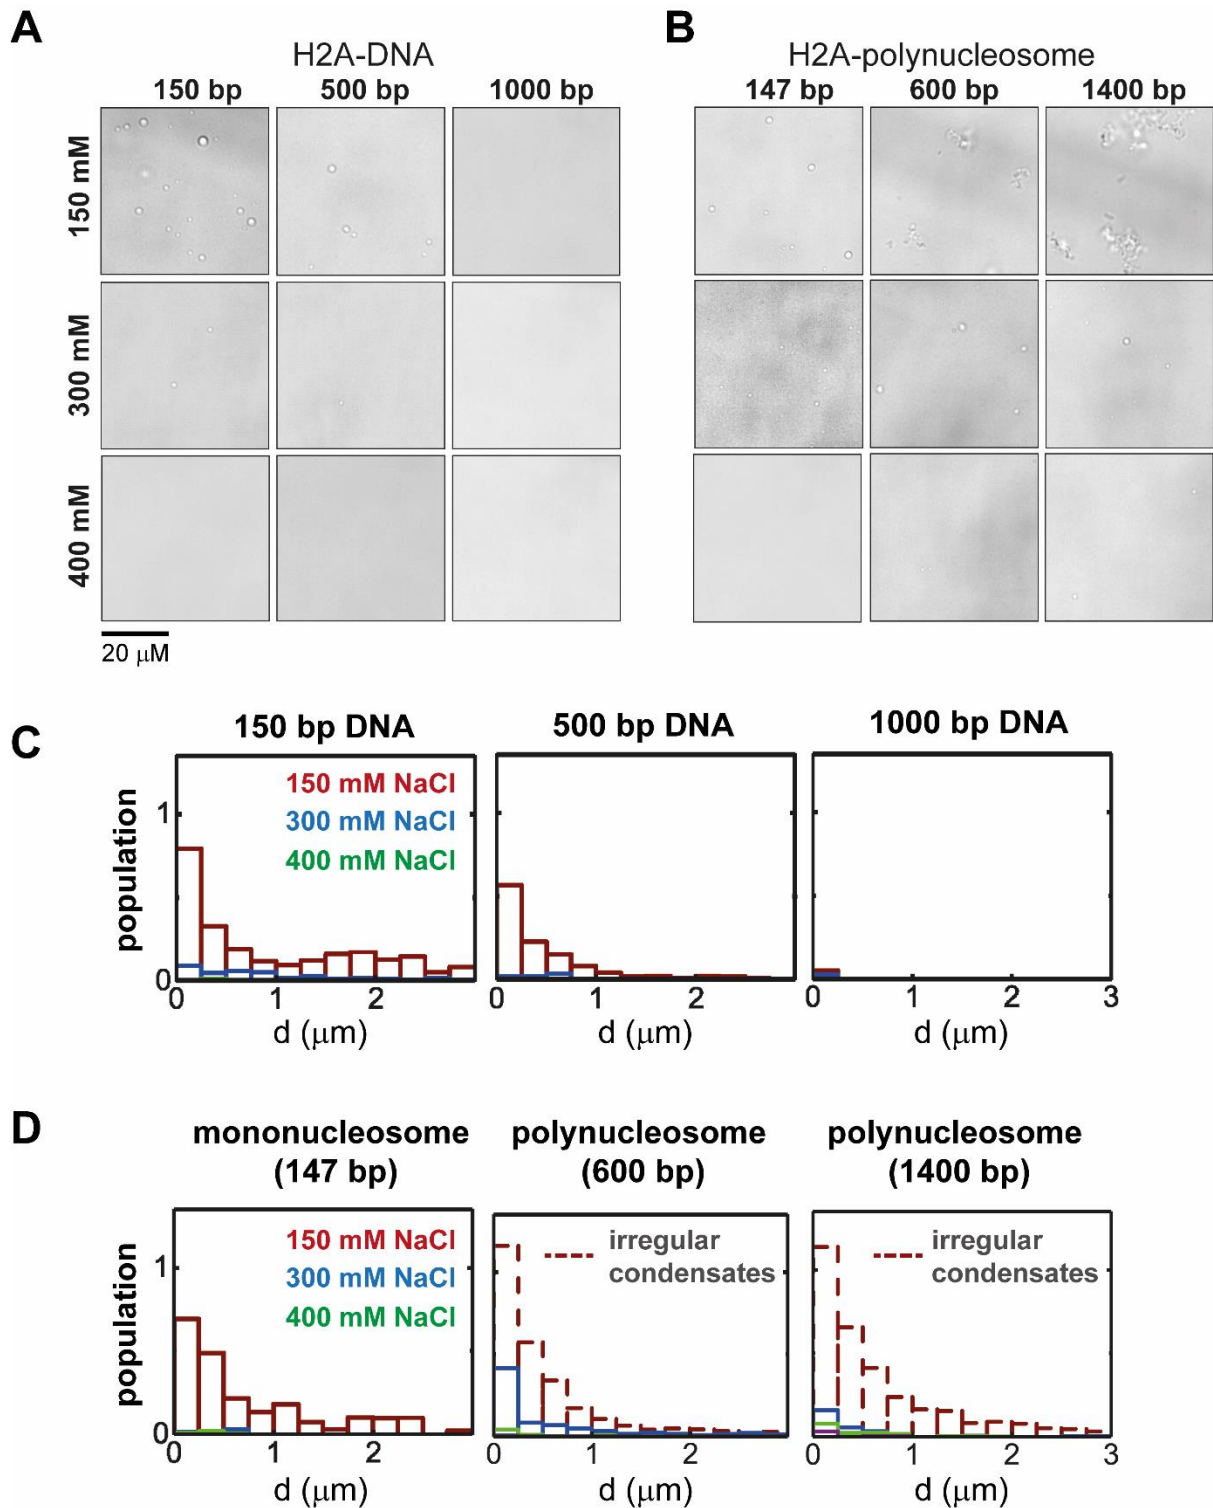 A
H2A-DNA
150 bp 500 bp 1000 bp
150 mM
300 mM
400 mM
20 μM
B
H2A-polynucleosome
147 bp 600 bp 1400 bp
C
150 bp DNA 500 bp DNA 1000 bp DNA
150 mM NaCl
300 mM NaCl
400 mM NaCl
population
1
0
0 1 2 0 1 2 0 1 2 3
d (μm) d (μm) d (μm)
D
mononucleosome
(147 bp)
polynucleosome
(600 bp)
polynucleosome
(1400 bp)
150 mM NaCl
300 mM NaCl
400 mM NaCl
irregular
condensates
irregular
condensates
population
1
0
0 1 2 0 1 2 0 1 2 3
d (μm) d (μm) d (μm)